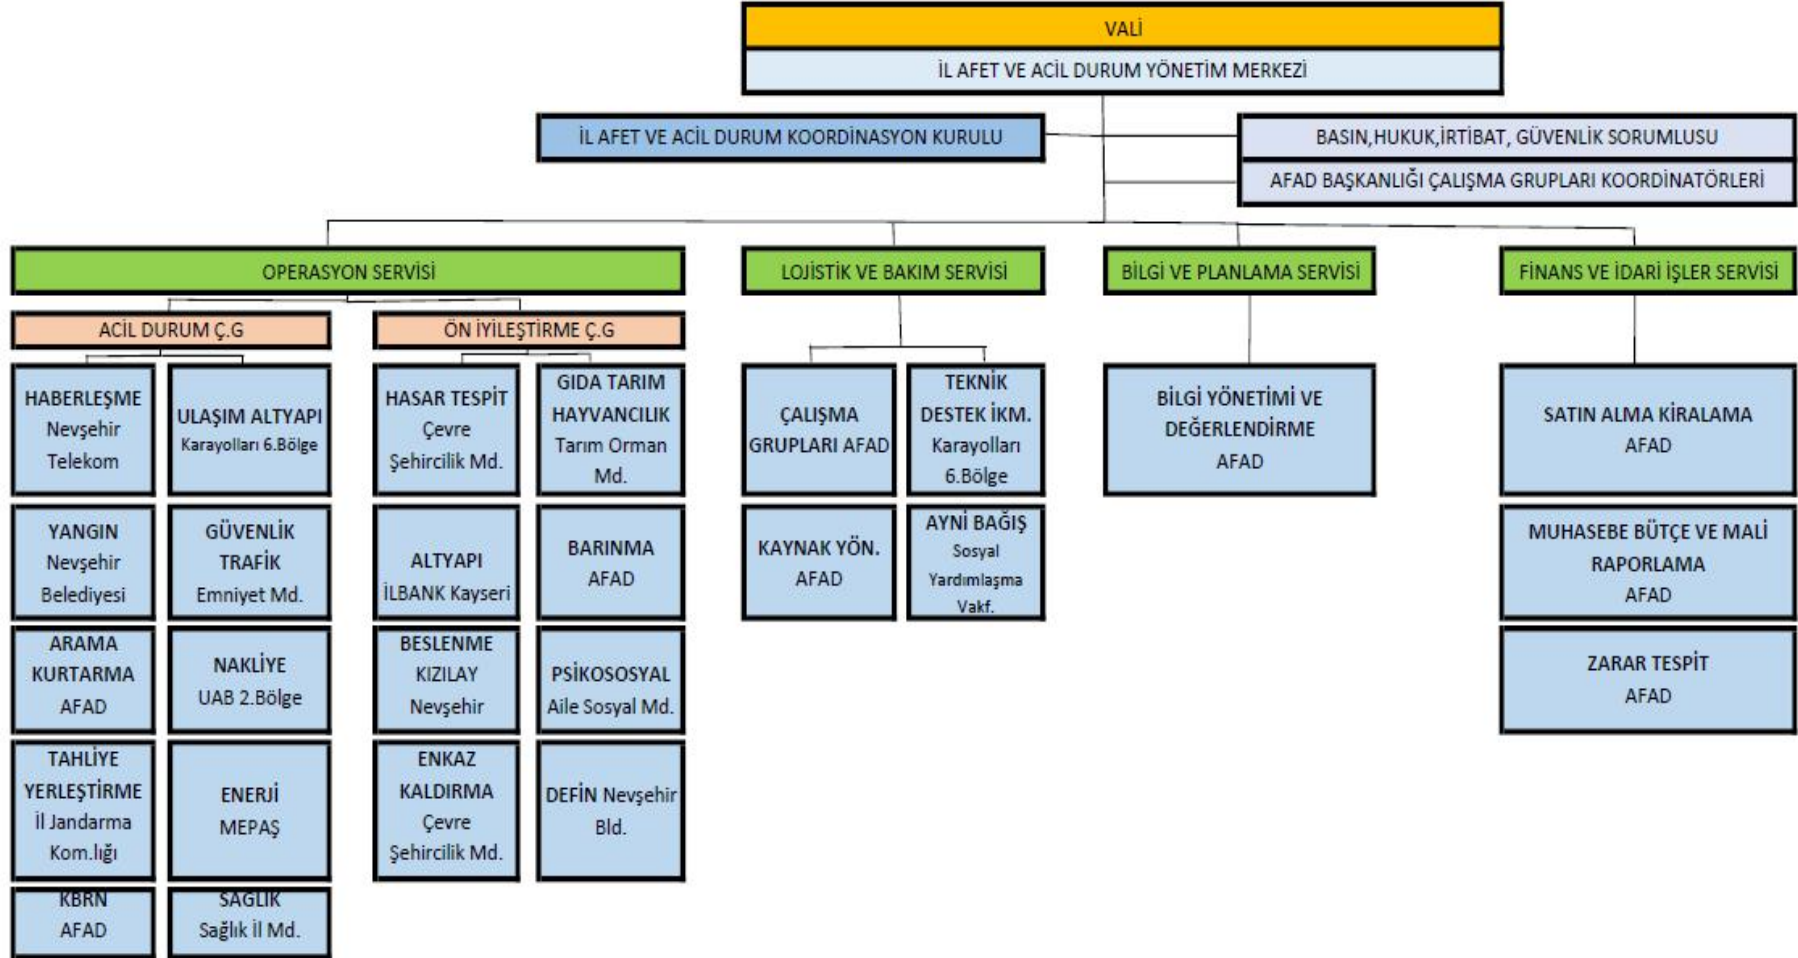 VALİ
İL AFET VE ACİL DURUM YÖNETİM MERKEZİ
İL AFET VE ACİL DURUM KOORDİNASYON KURULU
BASIN,HUKUK,İRTİBAT, GÜVENLİK SORUMLUSU
AFAD BAŞKANLIĞI ÇALIŞMA GRUPLARI KOORDİNATÖRLERİ
OPERASYON SERVİSİ
ACİL DURUM Ç.G
HABERLEŞME
Nevşehir
Telekom
ULAŞIM ALTYAPI
Karayolları 6.Bölge
YANGIN
Nevşehir
Belediyesi
GÜVENLİK
TRAFİK
Emniyet Md.
ARAMA
KURTARMA
AFAD
NAKLİYE
UAB 2.Bölge
TAHLİYE
YERLEŞTİRME
İl Jandarma
Kom.lığı
ENERJİ
MEPAŞ
KBRN
AFAD
SAĞLIK
Sağlık İl Md.
ÖN İYİLEŞTİRME Ç.G
HASAR TESPİT
Çevre
Şehircilik Md.
GIDA TARIM
HAYVANCILIK
Tarım Orman
Md.
ALTYAPI
İLBANK Kayseri
BARINMA
AFAD
BESLENME
KIZILAY
Nevşehir
PSİKOSOSYAL
Aile Sosyal Md.
ENKAZ
KALDIRMA
Çevre
Şehircilik Md.
DEFİN Nevşehir
Bld.
LOJİSTİK VE BAKIM SERVİSİ
ÇALIŞMA
GRUPLARI AFAD
TEKNİK
DESTEK İKM.
Karayolları
6.Bölge
KAYNAK YÖN.
AFAD
AYNİ BAĞIŞ
Sosyal
Yardımlaşma
Vakf.
BİLGİ VE PLANLAMA SERVİSİ
BİLGİ YÖNETİMİ VE
DEĞERLENDİRME
AFAD
FİNANS VE İDARİ İŞLER SERVİSİ
SATIN ALMA KİRALAMA
AFAD
MUHASEBE BÜTÇE VE MALİ
RAPORLAMA
AFAD
ZARAR TESPİT
AFAD